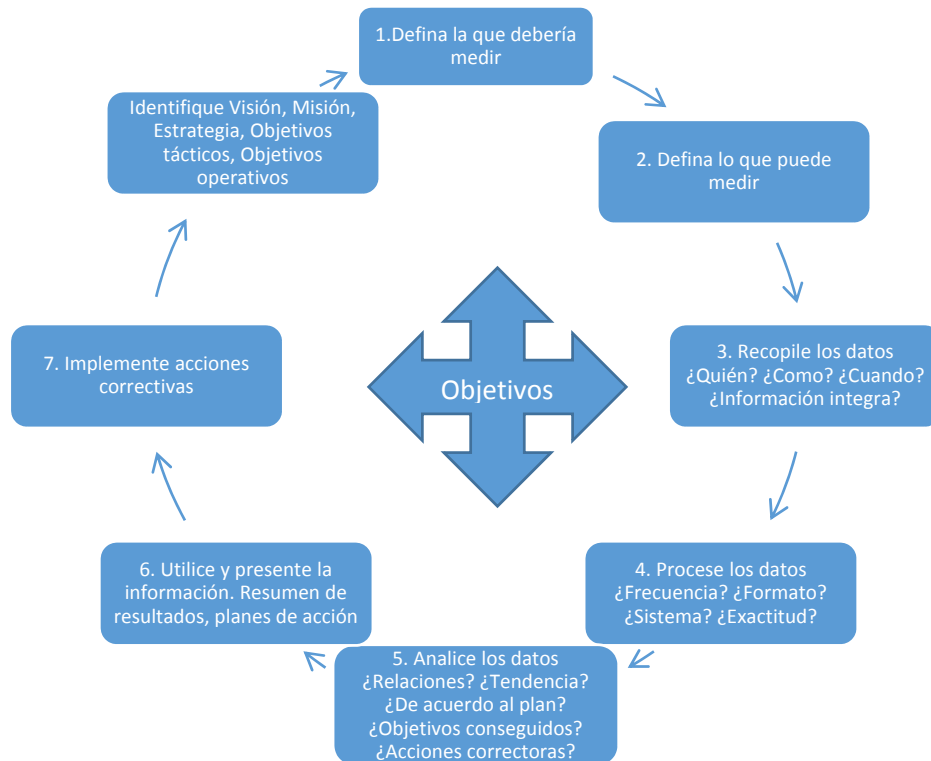 1.Defina la que debería
medir
2. Defina lo que puede
medir
3. Recopile los datos
¿Quién? ¿Como? ¿Cuando?
¿Información integra?
4. Procese los datos
¿Frecuencia? ¿Formato?
¿Sistema? ¿Exactitud?
5. Analice los datos
¿Relaciones? ¿Tendencia?
¿De acuerdo al plan?
¿Objetivos conseguidos?
¿Acciones correctoras?
6. Utilice y presente la
información. Resumen de
resultados, planes de acción
7. Implemente acciones
correctivas
Identifique Visión, Misión,
Estrategia, Objetivos
tácticos, Objetivos
operativos
Objetivos